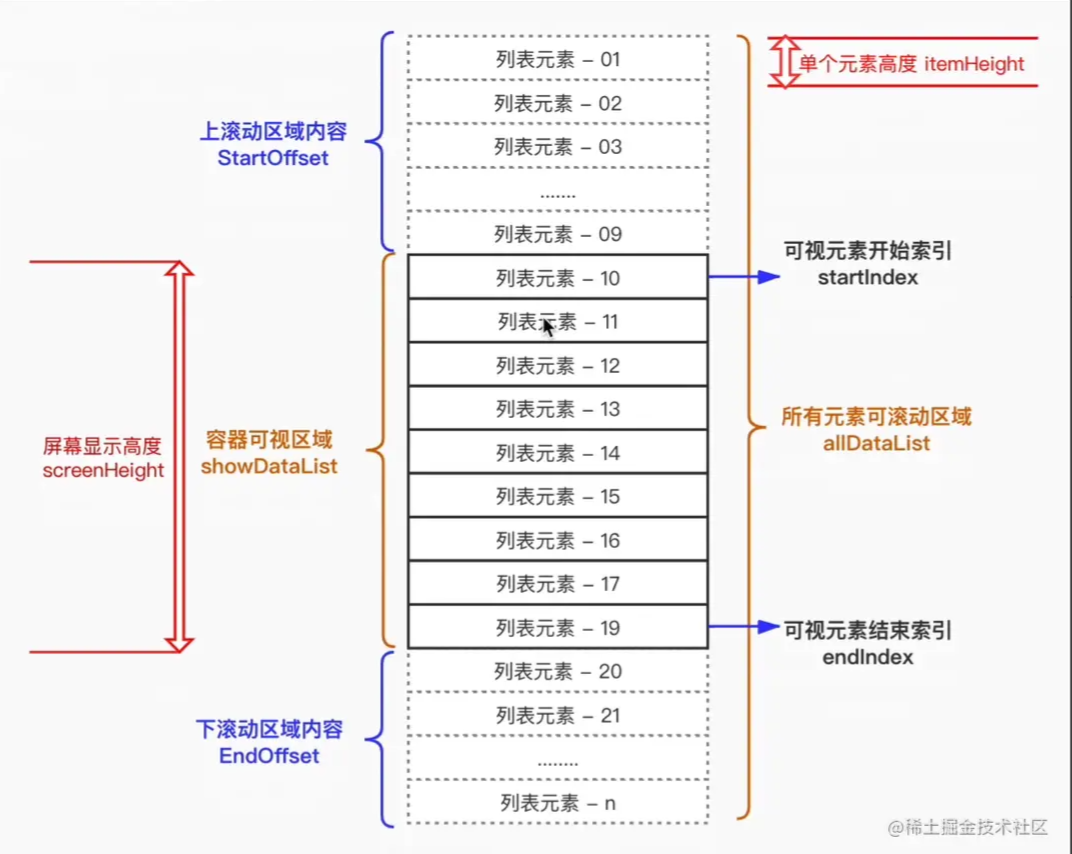 列表元素 – 01
单个元素高度 itemHeight
列表元素 – 02
上滚动区域内容
StartOffset
列表元素 – 03
.......
列表元素 – 09
可视元素开始索引
startIndex
列表元素 – 10
列表元素 – 11
列表元素 – 12
列表元素 – 13
所有元素可滚动区域
allDataList
屏幕显示高度
screenHeight
容器可视区域
showDataList
列表元素 – 14
列表元素 – 15
列表元素 – 16
列表元素 – 17
列表元素 – 19
可视元素结束索引
endIndex
列表元素 – 20
列表元素 – 21
下滚动区域内容
EndOffset
........
列表元素 – n
@稀土掘金技术社区